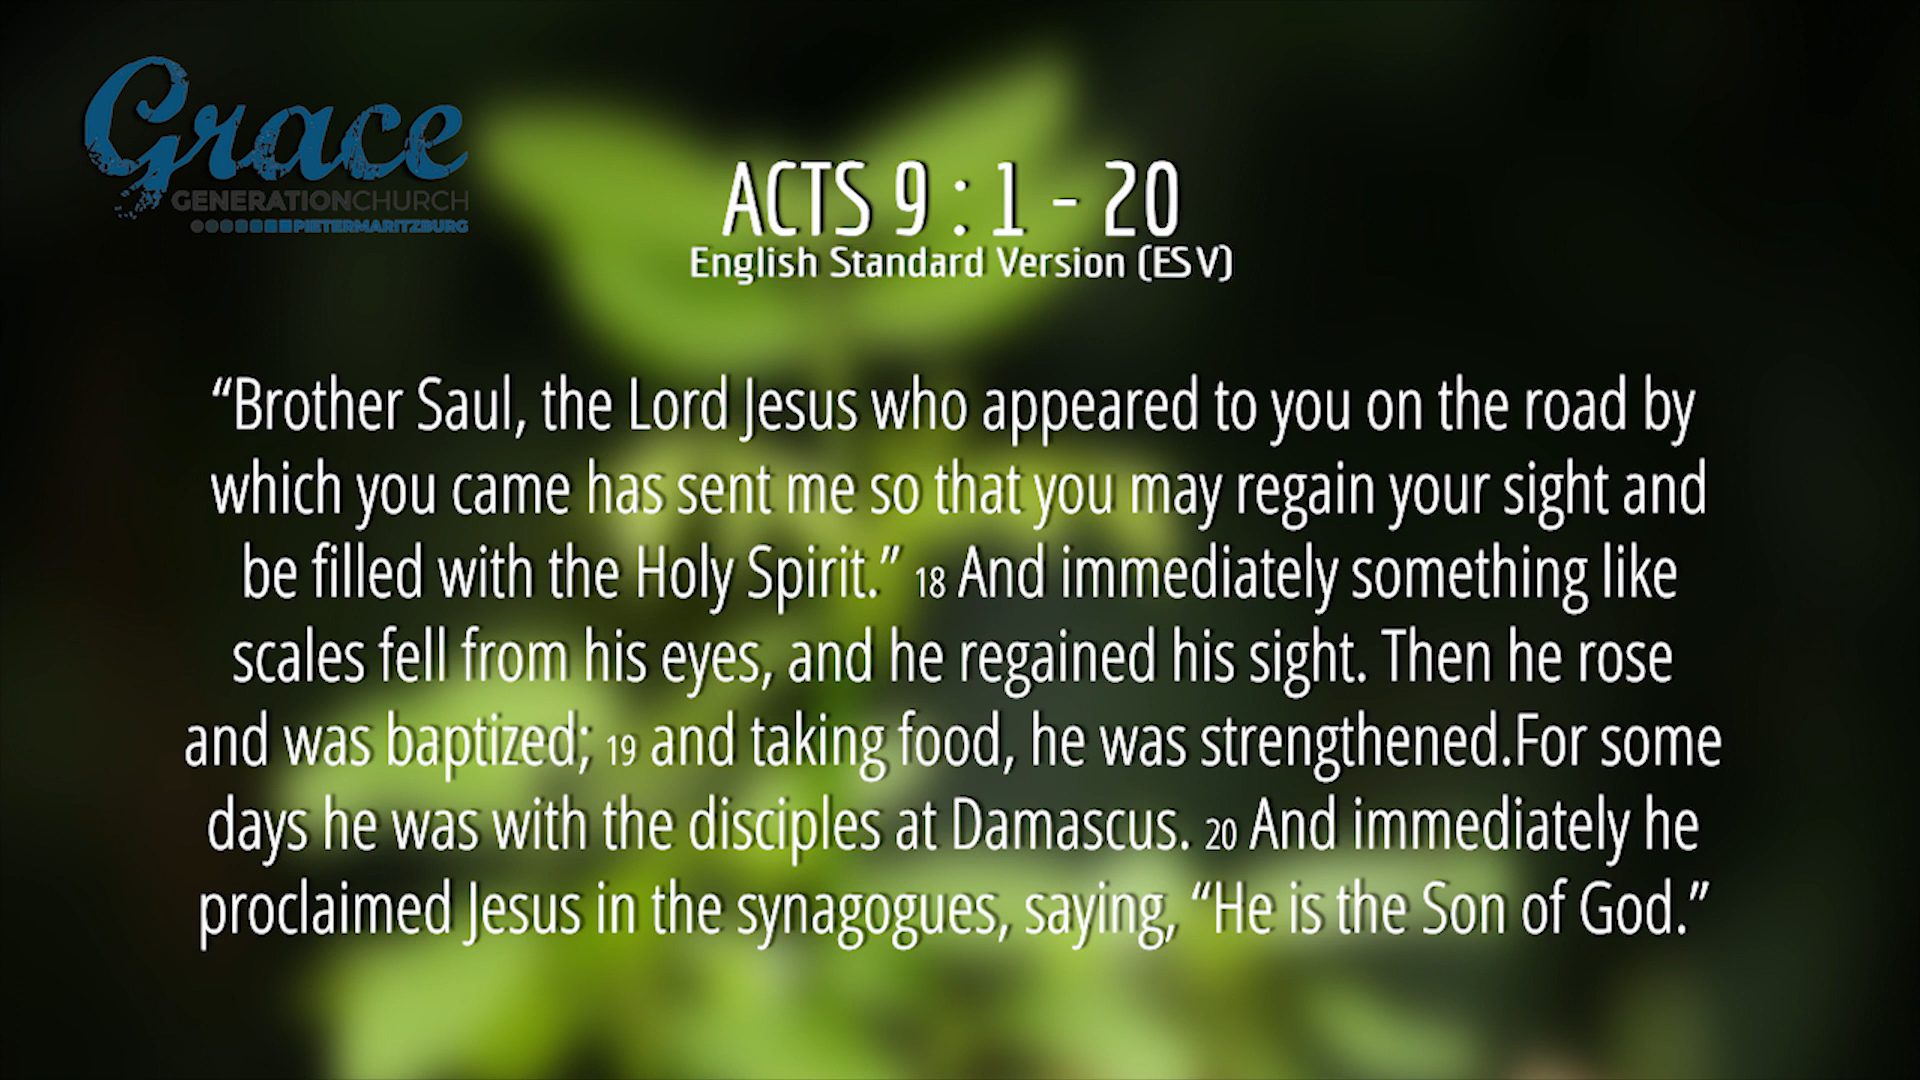 Grace
GENERATIONCHURCH
PIETERMARITZBURG
ACTS 9 : 1 - 20
English Standard Version (ESV)
“Brother Saul, the Lord Jesus who appeared to you on the road by
which you came has sent me so that you may regain your sight and
be filled with the Holy Spirit.” 18 And immediately something like
scales fell from his eyes, and he regained his sight. Then he rose
and was baptized; 19 and taking food, he was strengthened.For some
days he was with the disciples at Damascus. 20 And immediately he
proclaimed Jesus in the synagogues, saying, “He is the Son of God.”